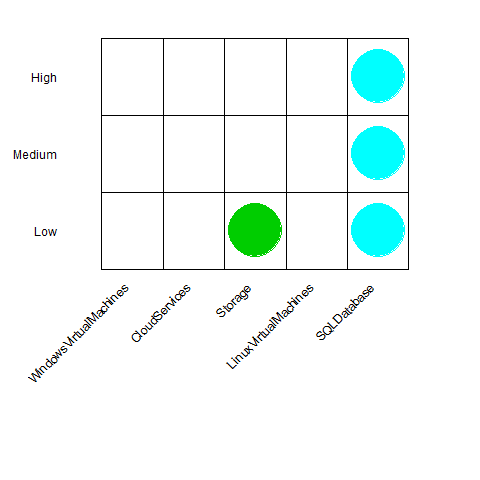 High
Medium
Low
WindowsVirtualMachines
CloudServices
Storage
LinuxVirtualMachines
SQLDatabase